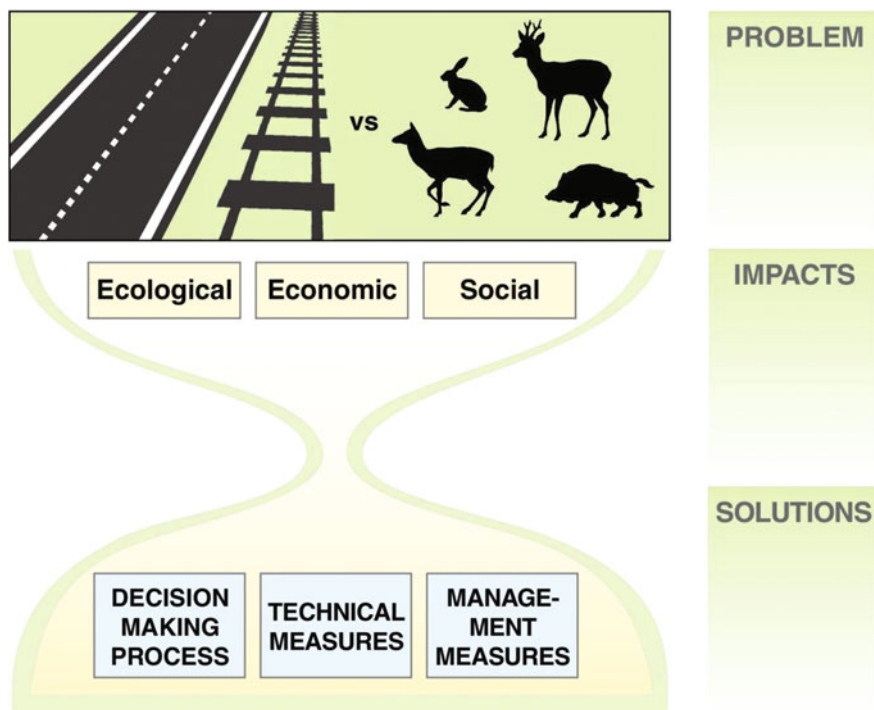 PROBLEM
vs
IMPACTS
Ecological
Economic
Social
SOLUTIONS
DECISION
MAKING
PROCESS
TECHNICAL
MEASURES
MANAGE-
MENT
MEASURES